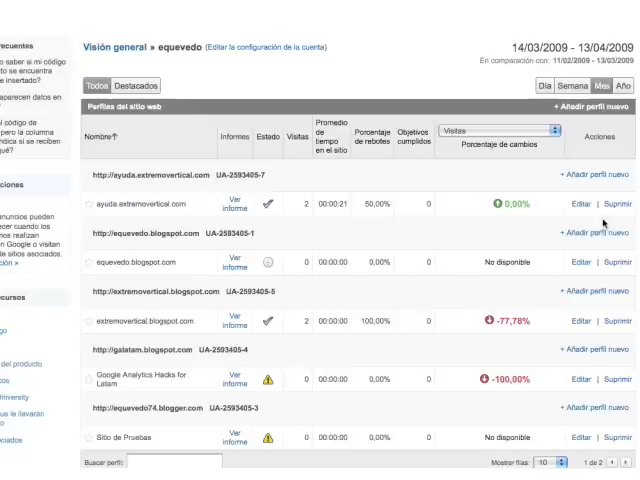 recuentes
o saber si mi código
to se encuentra
e insertado?
aparecen datos en
código de
pero la columna
ndica si se reciben
qué?
ciones
nuncios pueden
ecer cuando los
ios realizan
n Google o visitan
de sitios asociados.
ción »
cursos
go
del producto
cos
niversity
ue le llevarán
o
ociados
Visión general » equevedo (Editar la configuración de la cuenta)
14/03/2009 - 13/04/2009
En comparación con: 11/02/2009 - 13/03/2009
Todos Destacados
Día Semana Mes Año
Perfiles del sitio web + Añadir perfil nuevo
Nombre↑ Informes Estado Visitas Promedio de tiempo en el sitio Porcentaje de rebotes Objetivos cumplidos Visitas Porcentaje de cambios Acciones
http://ayuda.extremovertical.com UA-2593405-7 + Añadir perfil nuevo
ayuda.extremovertical.com Ver informe 2 00:00:21 50,00% 0 0,00% Editar | Suprimir
http://equevedo.blogspot.com UA-2593405-1 + Añadir perfil nuevo
equevedo.blogspot.com Ver informe 0 00:00:00 0,00% 0 No disponible Editar | Suprimir
http://extremovertical.blogspot.com UA-2593405-5 + Añadir perfil nuevo
extremovertical.blogspot.com Ver informe 2 00:00:00 100,00% 0 -77,78% Editar | Suprimir
http://galatam.blogspot.com UA-2593405-4 + Añadir perfil nuevo
Google Analytics Hacks for Latam Ver informe 0 00:00:00 0,00% 0 -100,00% Editar | Suprimir
http://equevedo74.blogger.com UA-2593405-3 + Añadir perfil nuevo
Sitio de Pruebas Ver informe 0 00:00:00 0,00% 0 No disponible Editar | Suprimir
Buscar perfil: Mostrar filas: 10 1 de 2